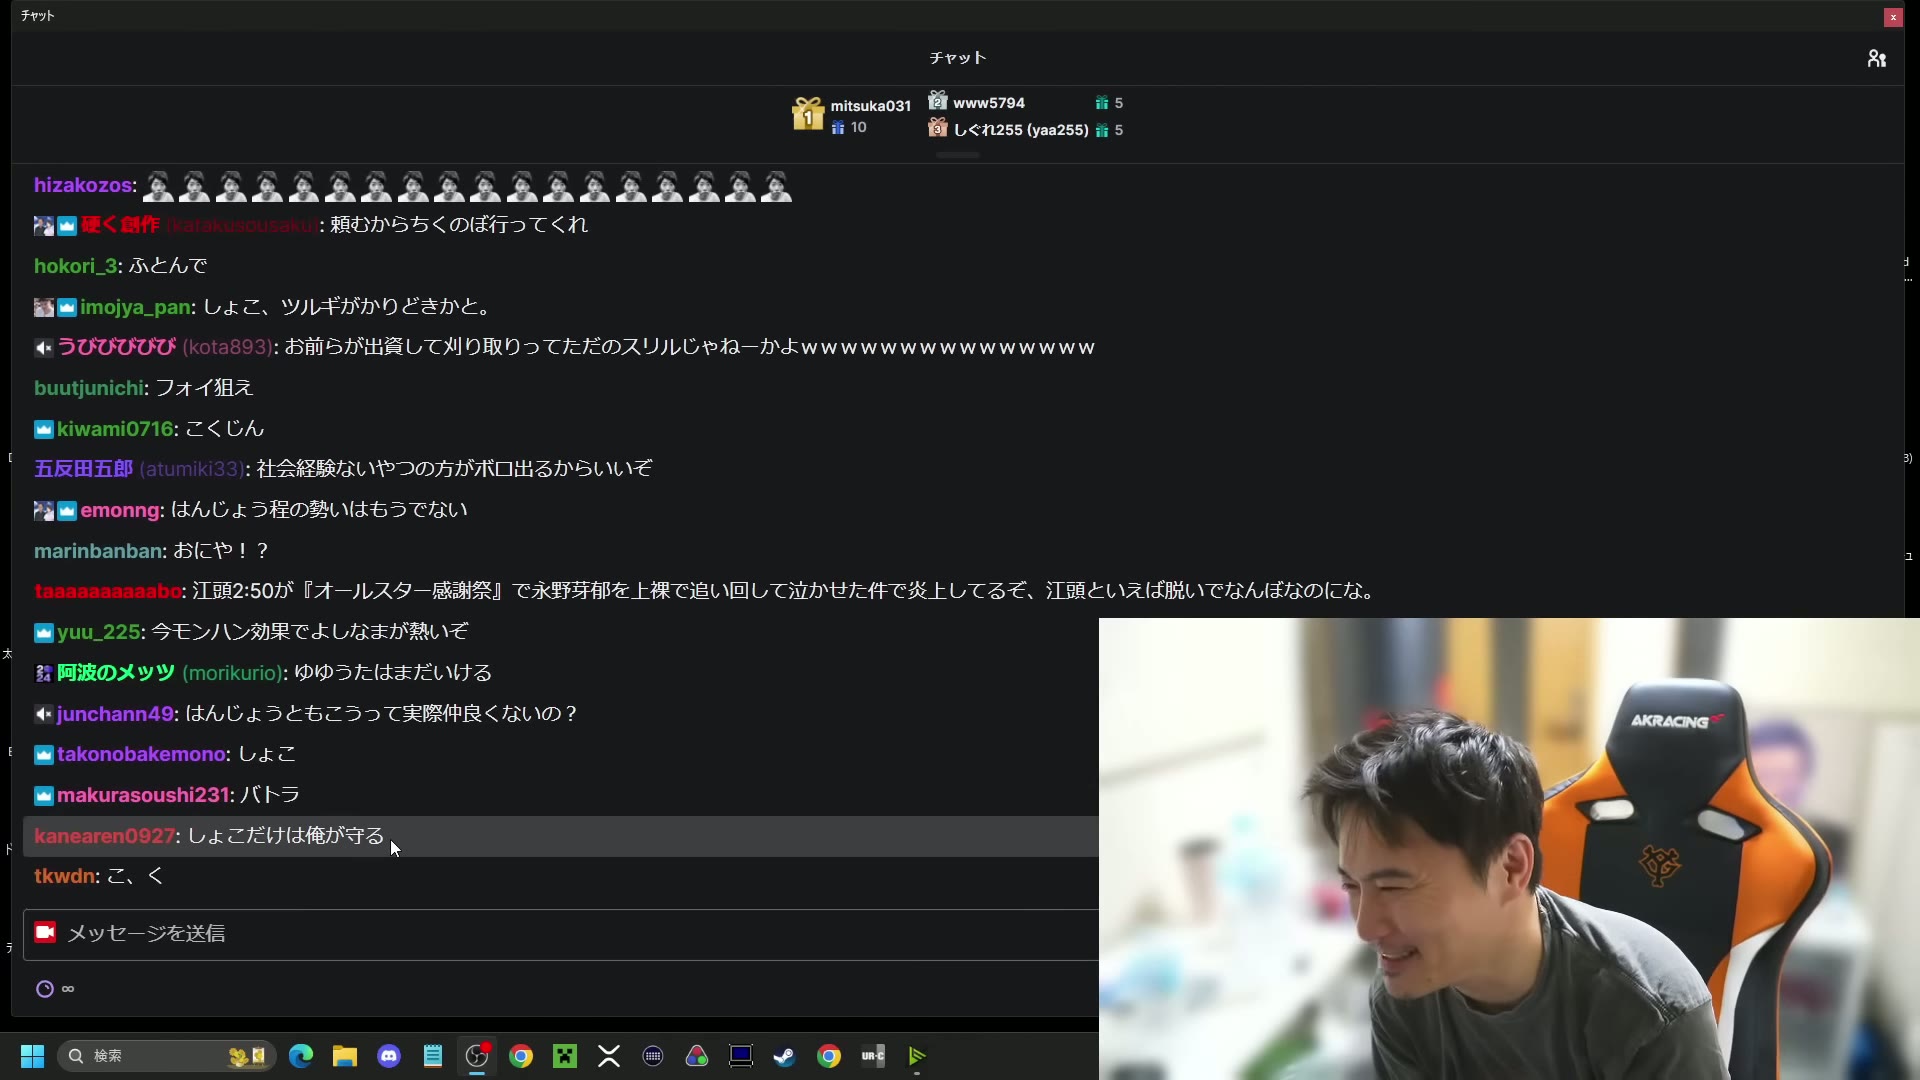 チャット
x
チャット
1 mitsuka031
10
2 www5794 5
3 しぐれ255 (yaa255) 5
hizakozos:
硬く創作 (katakusousaku): 頼むからちくのぼ行ってくれ
hokori_3: ふとんで
imojya_pan: しょこ、ツルギがかりどきかと。
うびびびびび (kota893): お前らが出資して刈り取りってただのスリルじゃねーかよｗｗｗｗｗｗｗｗｗｗｗｗｗｗｗ
buutjunichi: フォイ狙え
kiwami0716: こくじん
五反田五郎 (atumiki33): 社会経験ないやつの方がボロ出るからいいぞ
emonng: はんじょう程の勢いはもうでない
marinbanban: おにや！？
taaaaaaaaaabo: 江頭2:50が『オールスター感謝祭』で永野芽郁を上裸で追い回して泣かせた件で炎上してるぞ、江頭といえば脱いでなんぼなのにな。
yuu_225: 今モンハン効果でよしなまが熱いぞ
阿波のメッツ (morikurio): ゆゆうたはまだいける
junchann49: はんじょうともこうって実際仲良くないの？
takonobakemono: しょこ
makurasoushi231: バトラ
kanearen0927: しょこだけは俺が守る
tkwdn: こ、く
メッセージを送信
∞
AKRACING
検索
UR-C